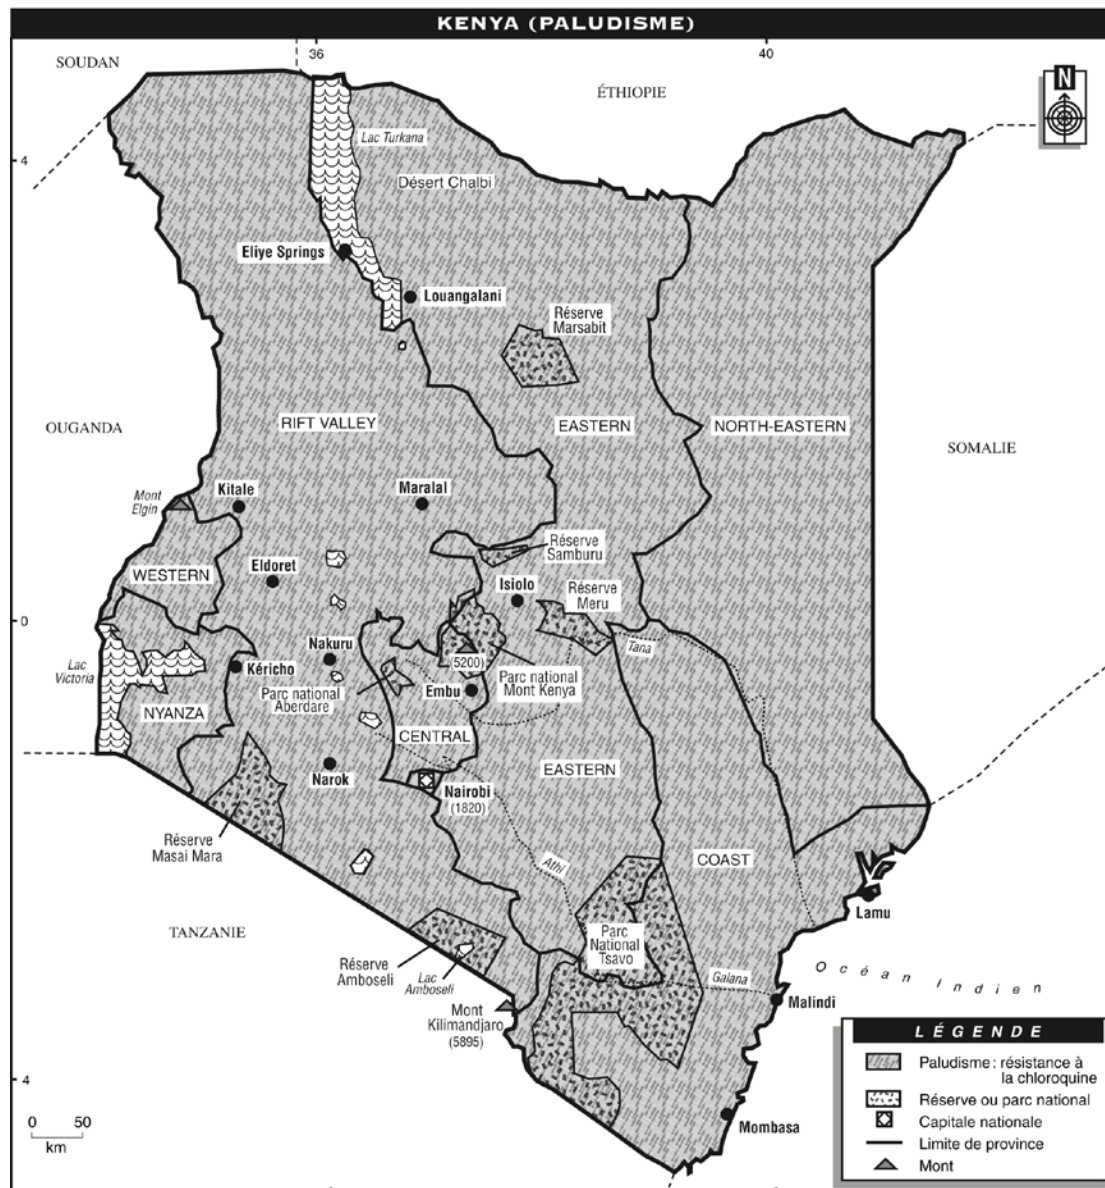 KENYA (PALUDISME)
36
40
SOUDAN
ÉTHIOPIE
N
Lac Turkana
4
Désert Chalbi
Eliye Springs
Louangalani
Réserve
Marsabit
OUGANDA
RIFT VALLEY
EASTERN
NORTH-EASTERN
SOMALIE
Mont
Elgin
Kitale
Maralal
Réserve
Samburu
WESTERN
Eldoret
Isiolo
Réserve
Meru
0
Lac
Victoria
Nakuru
Kéricho
(5200)
Tana
Parc national
Aberdare
Parc national
Mont Kenya
Embu
NYANZA
CENTRAL
EASTERN
Narok
Nairobi
(1820)
Réserve
Masai Mara
Athi
COAST
Lamu
TANZANIE
Parc
National
Tsavo
Réserve
Amboseli
Lac
Amboseli
Galana
Océan Indien
Malindi
Mont
Kilimandjaro
(5895)
4
0 50
km
Mombasa
LÉGENDE
Paludisme : résistance à
la chloroquine
Réserve ou parc national
Capitale nationale
Limite de province
Mont